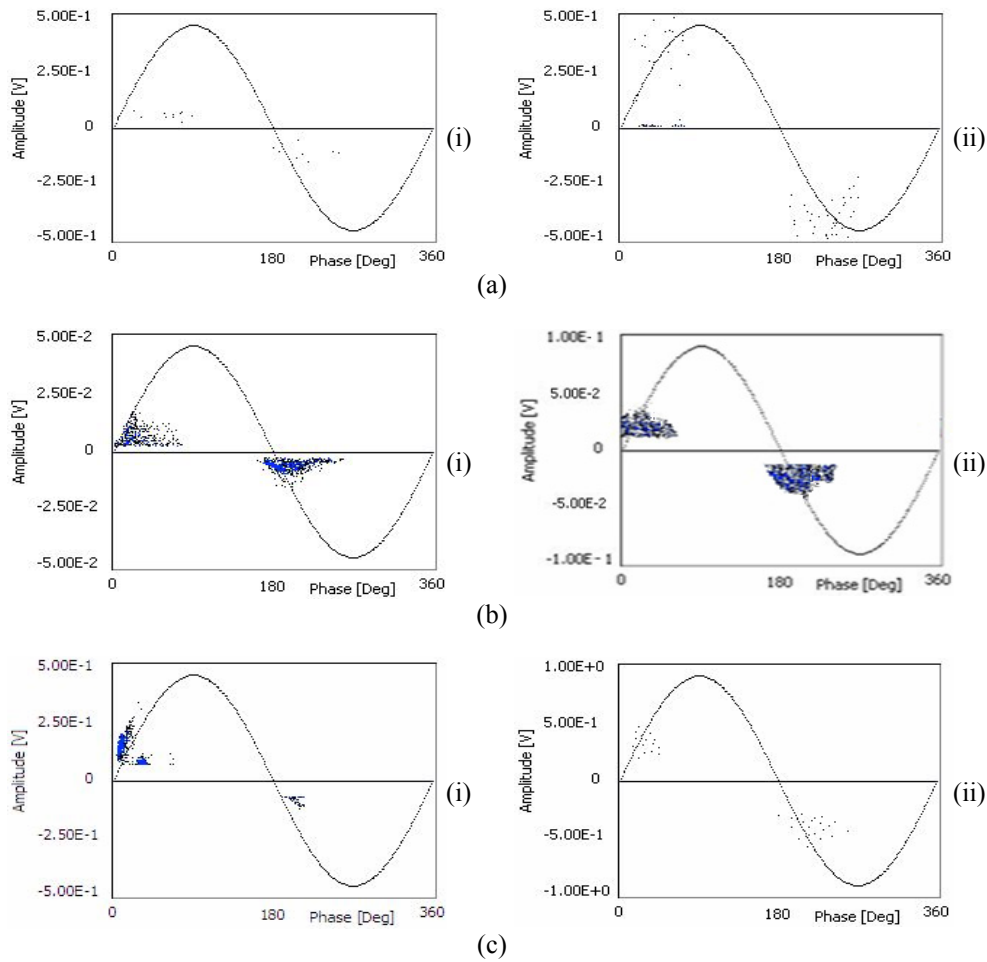 5.00E-1
2.50E-1
0
-2.50E-1
-5.00E-1
Amplitude [V]
0
180
Phase [Deg]
360
(i)
5.00E-1
2.50E-1
0
-2.50E-1
-5.00E-1
Amplitude [V]
0
180
Phase [Deg]
360
(ii)
(a)
5.00E-2
2.50E-2
0
-2.50E-2
-5.00E-2
Amplitude [V]
0
180
Phase [Deg]
360
(i)
1.00E-1
5.00E-2
0
-5.00E-2
-1.00E-1
Amplitude [V]
0
180
Phase [Deg]
360
(ii)
(b)
5.00E-1
2.50E-1
0
-2.50E-1
-5.00E-1
Amplitude [V]
0
180
Phase [Deg]
360
(i)
1.00E+0
5.00E-1
0
-5.00E-1
-1.00E+0
Amplitude [V]
0
180
Phase [Deg]
360
(ii)
(c)